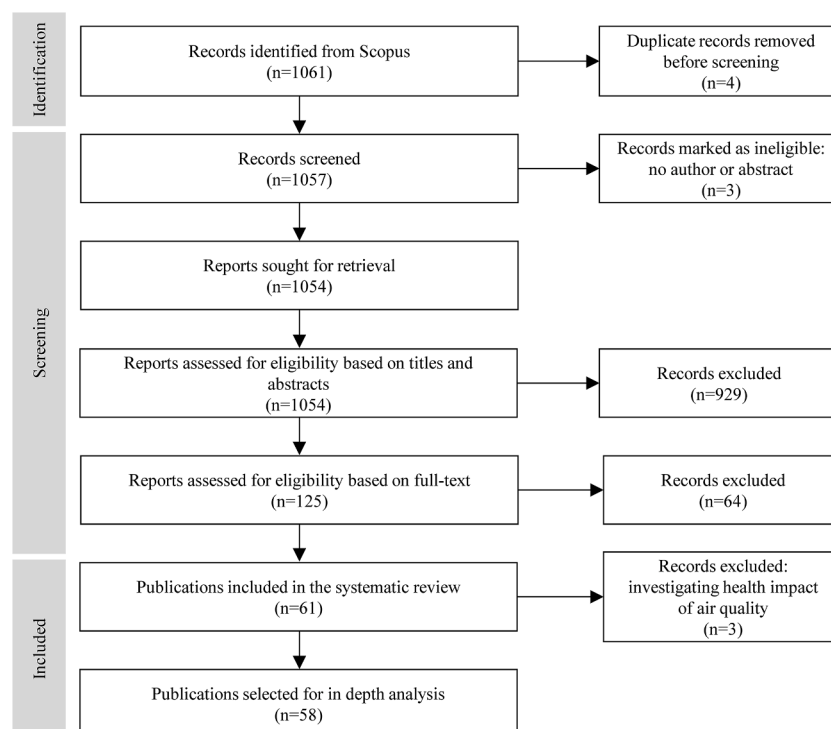 Identification
Records identified from Scopus
(n=1061)
Duplicate records removed
before screening
(n=4)
Screening
Records screened
(n=1057)
Records marked as ineligible:
no author or abstract
(n=3)
Reports sought for retrieval
(n=1054)
Reports assessed for eligibility based on titles and
abstracts
(n=1054)
Records excluded
(n=929)
Reports assessed for eligibility based on full-text
(n=125)
Records excluded
(n=64)
Included
Publications included in the systematic review
(n=61)
Records excluded:
investigating health impact
of air quality
(n=3)
Publications selected for in depth analysis
(n=58)